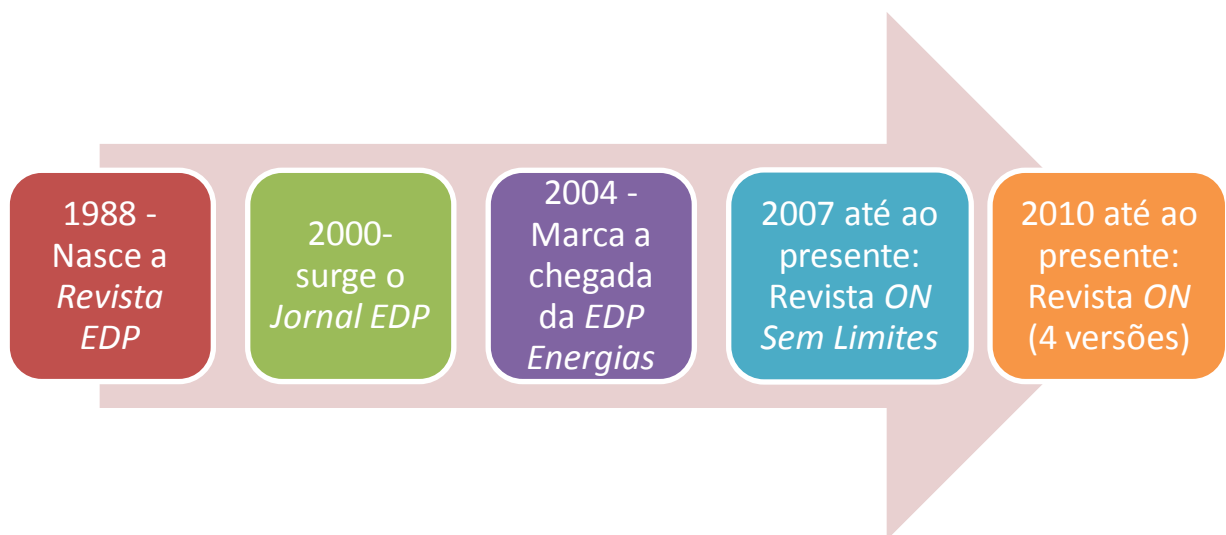 1988 -
Nasce a
Revista
EDP
2000-
surge o
Jornal EDP
2004 -
Marca a
chegada
da EDP
Energias
2007 até ao
presente:
Revista ON
Sem Limites
2010 até ao
presente:
Revista ON
(4 versões)